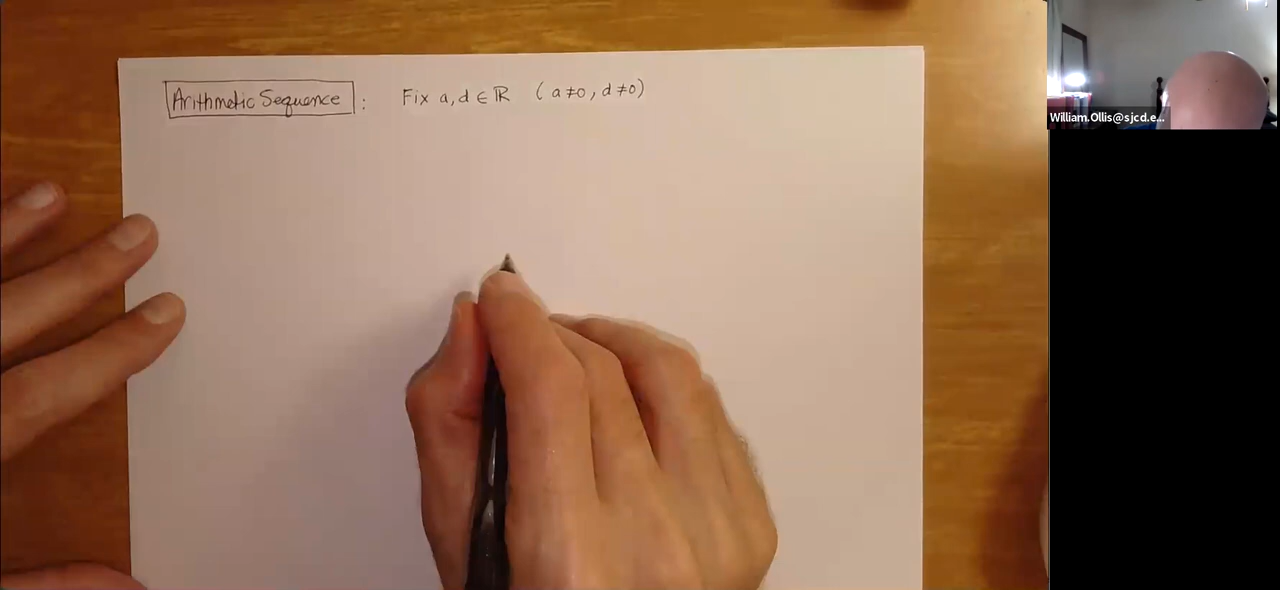 Arithmetic Sequence : Fix a, d ∈ ℝ (a≠0, d≠0)
William.Ollis@sjcd.e...